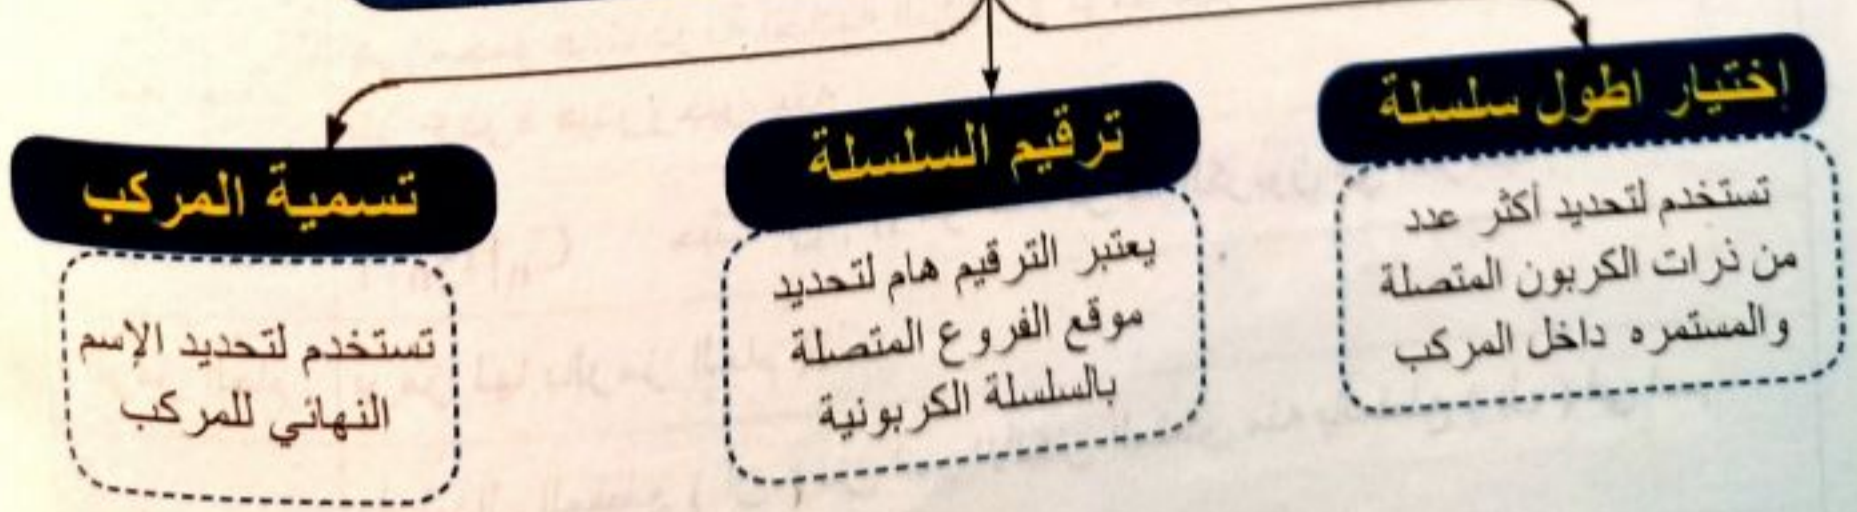 إختيار اطول سلسلة
تستخدم لتحديد أكثر عدد
من ذرات الكربون المتصلة
والمستمره داخل المركب
ترقيم السلسلة
يعتبر الترقيم هام لتحديد
موقع الفروع المتصلة
بالسلسلة الكربونية
تسمية المركب
تستخدم لتحديد الإسم
النهائي للمركب